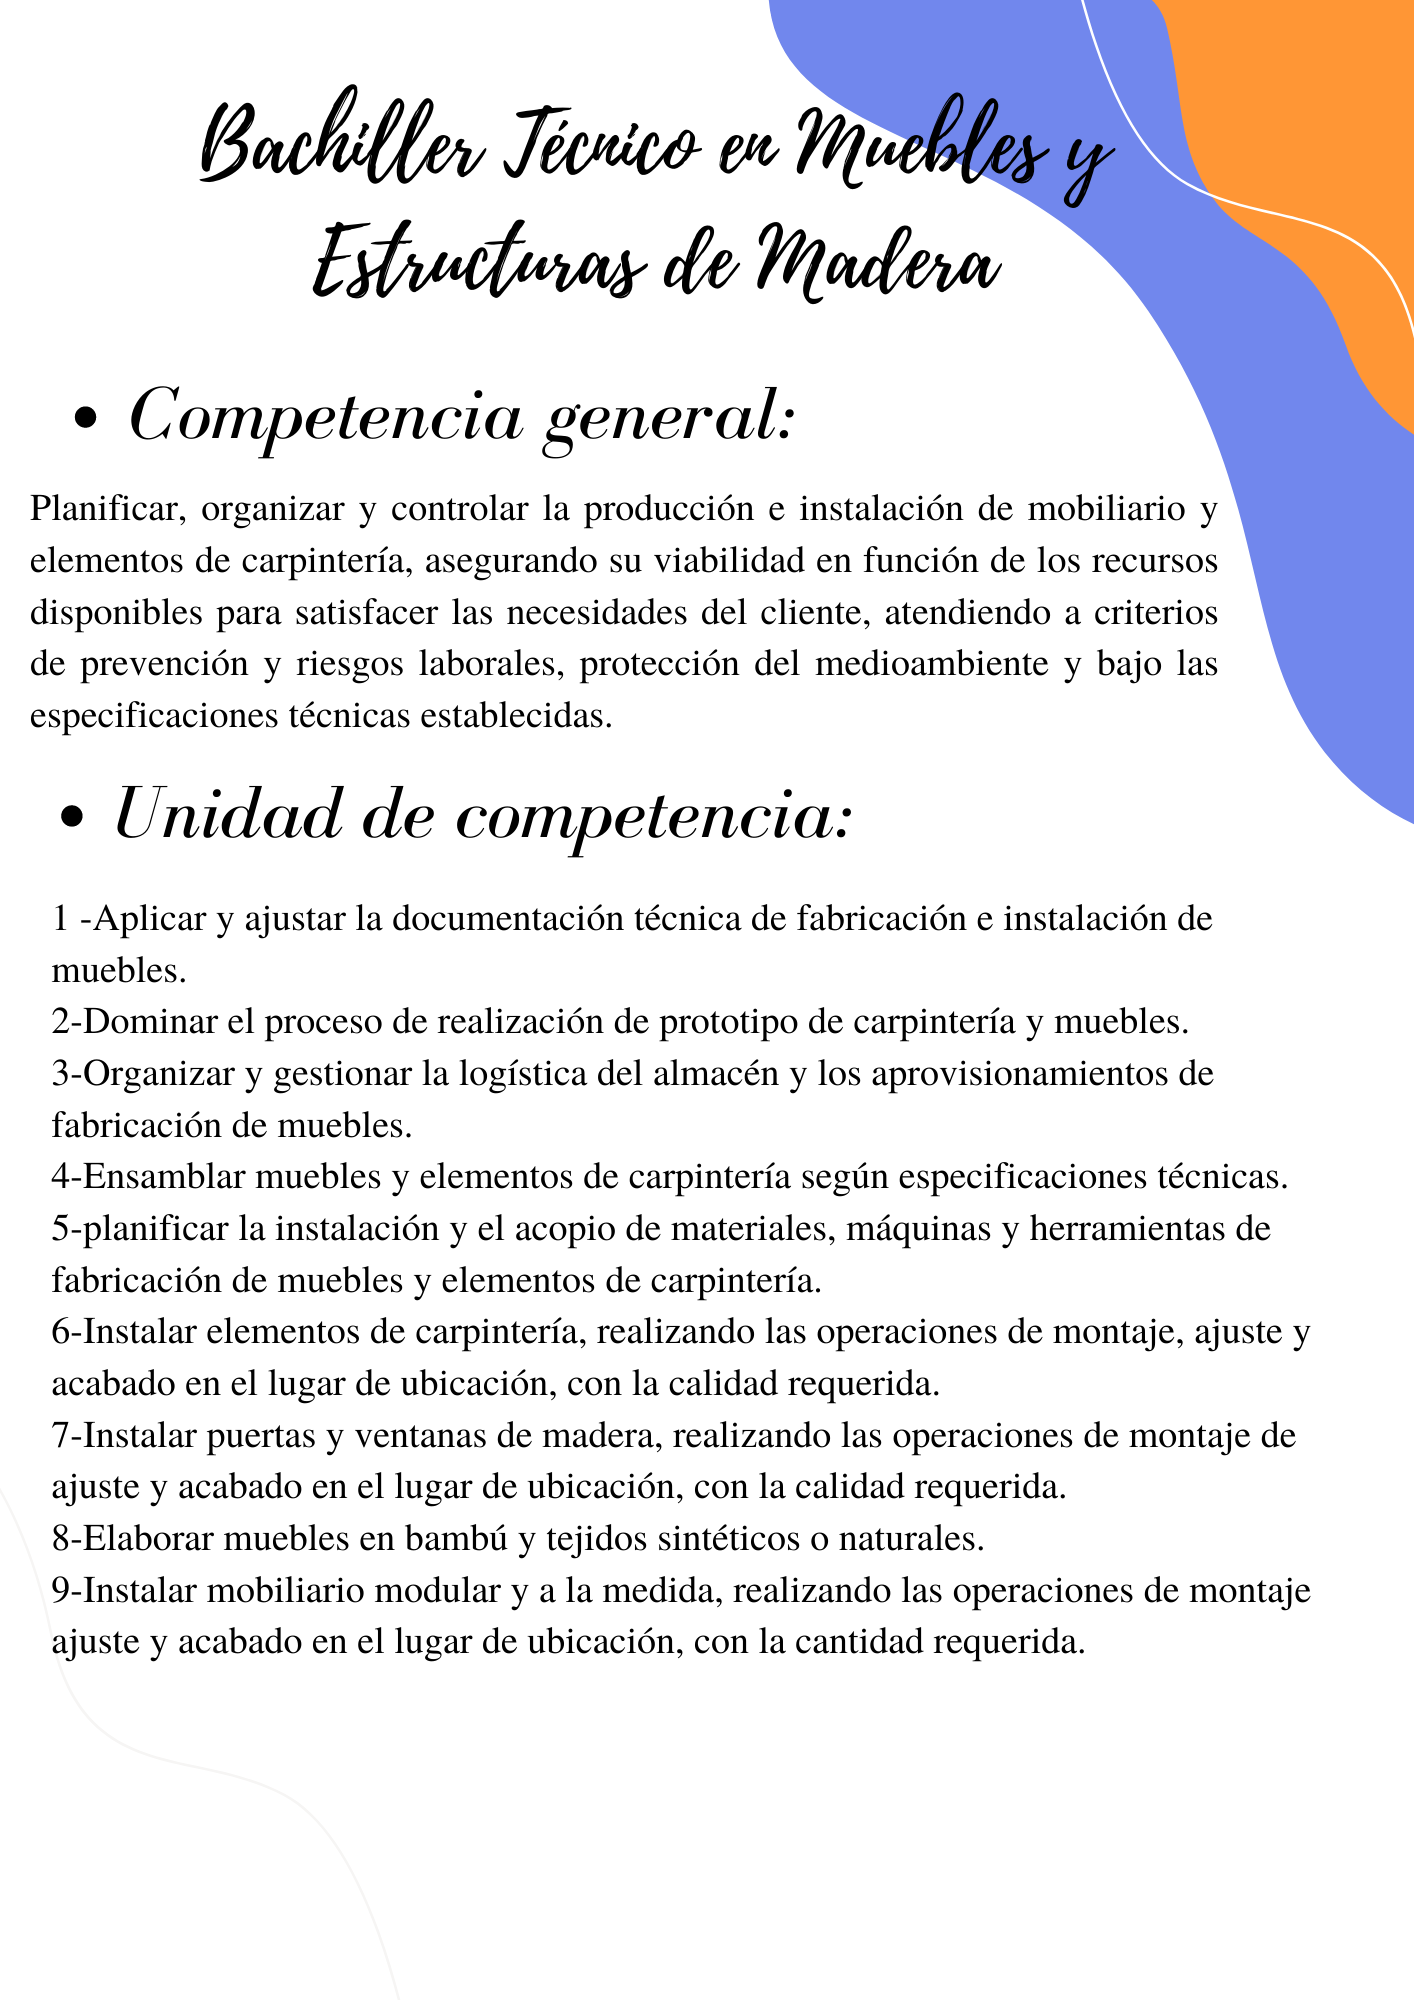 Bachiller Técnico en Muebles y
Estructuras de Madera
• Competencia general:
Planificar, organizar y controlar la producción e instalación de mobiliario y
elementos de carpintería, asegurando su viabilidad en función de los recursos
disponibles para satisfacer las necesidades del cliente, atendiendo a criterios
de prevención y riesgos laborales, protección del medioambiente y bajo las
especificaciones técnicas establecidas.
• Unidad de competencia:
1 -Aplicar y ajustar la documentación técnica de fabricación e instalación de
muebles.
2-Dominar el proceso de realización de prototipo de carpintería y muebles.
3-Organizar y gestionar la logística del almacén y los aprovisionamientos de
fabricación de muebles.
4-Ensamblar muebles y elementos de carpintería según especificaciones técnicas.
5-planificar la instalación y el acopio de materiales, máquinas y herramientas de
fabricación de muebles y elementos de carpintería.
6-Instalar elementos de carpintería, realizando las operaciones de montaje, ajuste y
acabado en el lugar de ubicación, con la calidad requerida.
7-Instalar puertas y ventanas de madera, realizando las operaciones de montaje de
ajuste y acabado en el lugar de ubicación, con la calidad requerida.
8-Elaborar muebles en bambú y tejidos sintéticos o naturales.
9-Instalar mobiliario modular y a la medida, realizando las operaciones de montaje
ajuste y acabado en el lugar de ubicación, con la cantidad requerida.